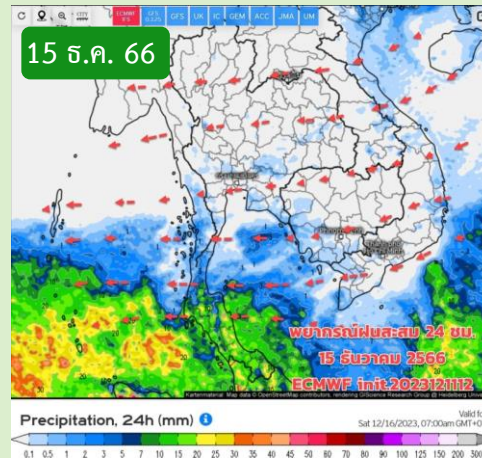 ECMWF
GFS UK IC GEM ACC JMA UM
15 ธ.ค. 66
พยากรณ์ฝนสะสม 24 ชม.
15 ธันวาคม 2566
ECMWF init.2023121112
Precipitation, 24h (mm)
Valid fo
Sat 12/16/2023, 07:00am GMT+0
0.1 0.5 1 2 3 5 7 10 15 20 25 30 35 40 45 50 60 70 80 90 100 125 150 200 300